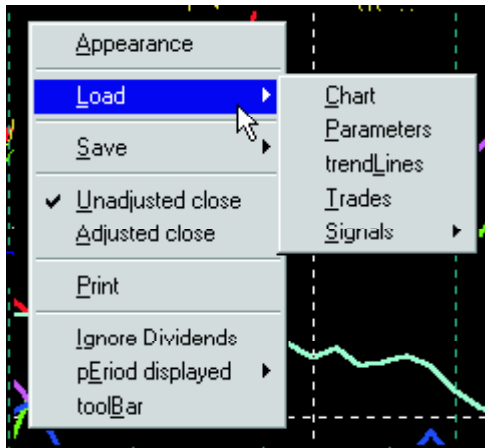 Appearance
Load
Save
Unadjusted close
Adjusted close
Print
Ignore Dividends
pEriod displayed
toolBar
Chart
Parameters
trendLines
Trades
Signals